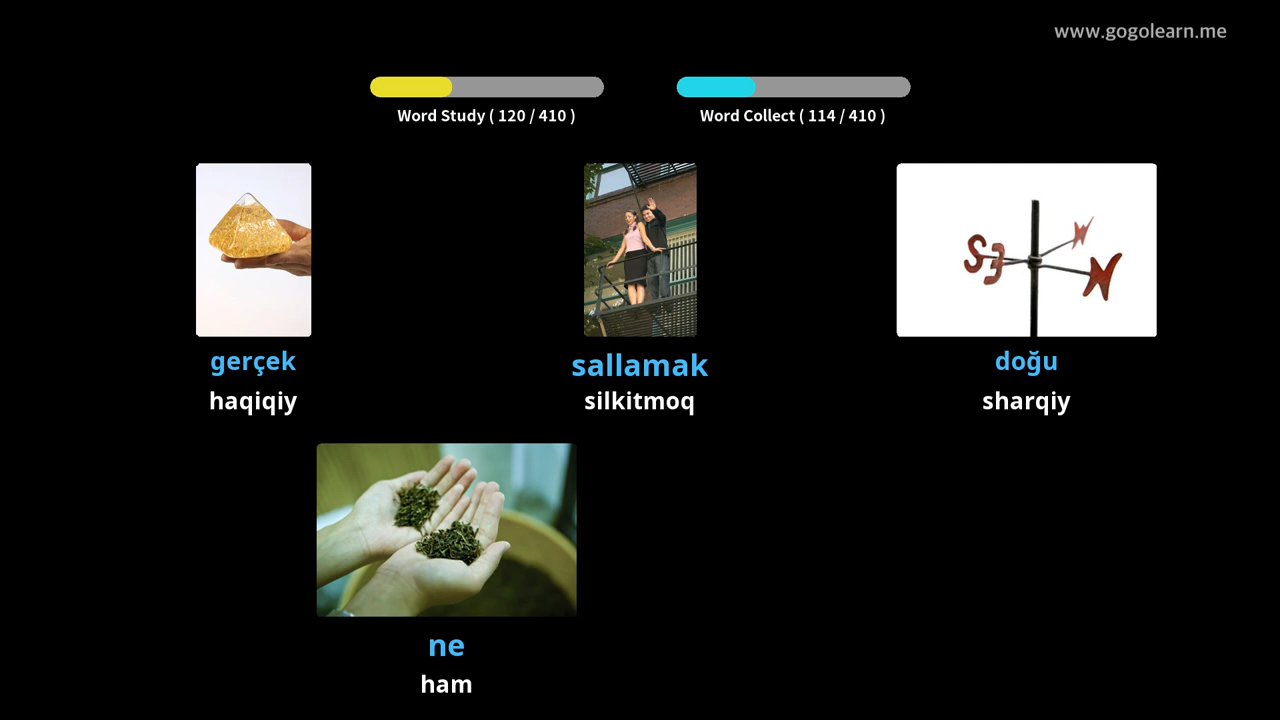 www.gogolearn.me
Word Study ( 120 / 410 )
Word Collect ( 114 / 410 )
S
E
N
gerçek
haqiqiy
sallamak
silkitmoq
doğu
sharqiy
ne
ham